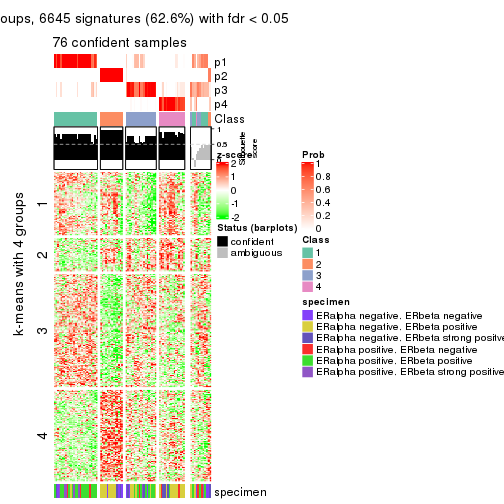 oups, 6645 signatures (62.6%) with fdr < 0.05
76 confident samples
p1
p2
p3
p4
Class
1
0.5
0
Silhouette
score
z-score
2
1
0
-1
-2
Status (barplots)
confident
ambiguous
Prob
1
0.8
0.6
0.4
0.2
0
Class
1
2
3
4
specimen
ERalpha negative. ERbeta negative
ERalpha negative. ERbeta positive
ERalpha negative. ERbeta strong positive
ERalpha positive. ERbeta negative
ERalpha positive. ERbeta positive
ERalpha positive. ERbeta strong positive
k-means with 4 groups
1
2
3
4
specimen